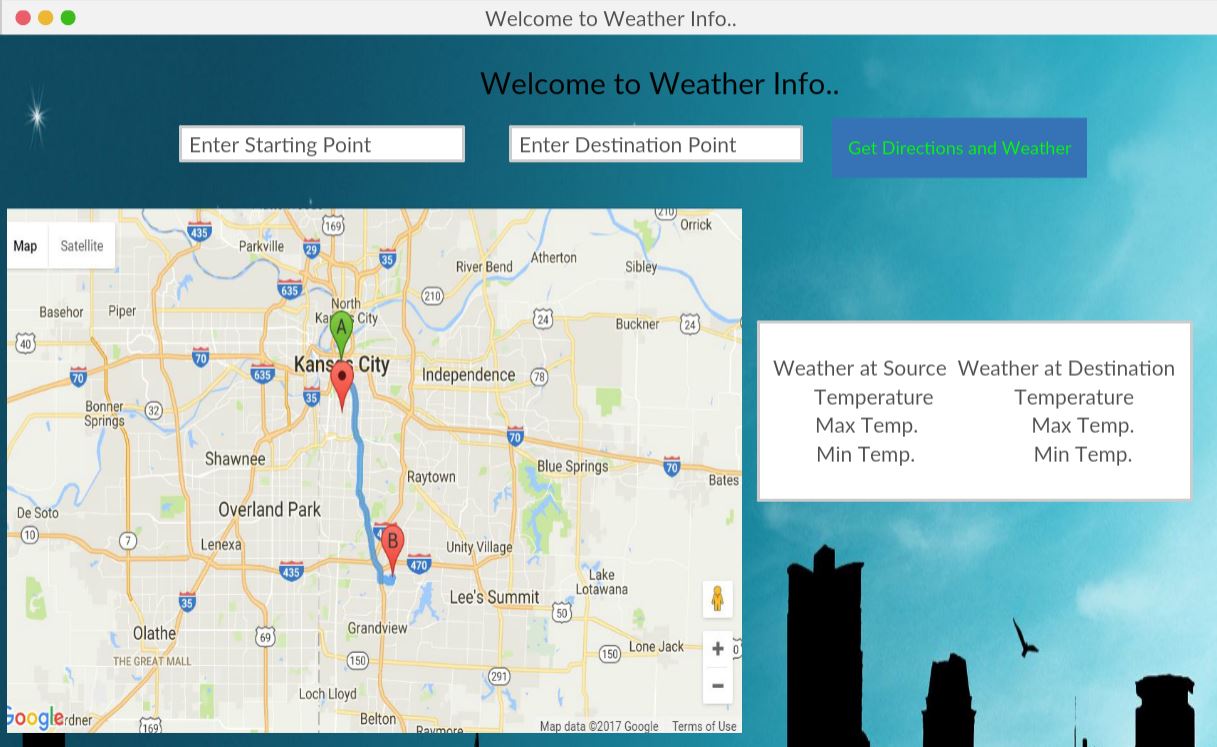 Welcome to Weather Info..
Welcome to Weather Info..
Enter Starting Point
Enter Destination Point
Get Directions and Weather
Map
Satellite
435
169
210
Orrick
Parkville
29
35
River Bend
Atherton
Sibley
635
210
North
Kansas City
24
Buckner
24
Basehor
Piper
A
40
70
70
635
Kansas City
Independence
78
35
Bonner
Springs
32
70
Shawnee
Blue Springs
70
Raytown
Bates
De Soto
Overland Park
10
7
Lenexa
B
Unity Village
435
470
Lake
Lotawana
35
Lee's Summit
50
Olathe
69
Grandview
THE GREAT MALL
150
150
Lone Jack
291
Loch Lloyd
Google
rdner
169
Belton
Raymore
Map data ©2017 Google
Terms of Use
+
−
Weather at Source
Weather at Destination
Temperature
Temperature
Max Temp.
Max Temp.
Min Temp.
Min Temp.